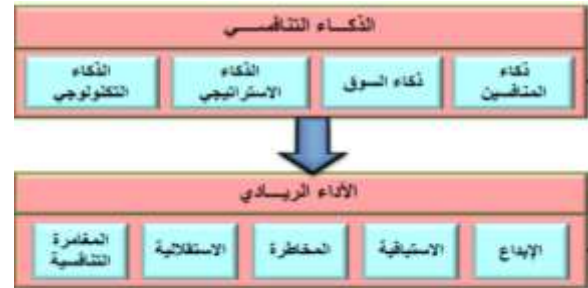 الذكـــاء التنافســـي
ذكاء
المنافسين
ذكاء السوق
الذكاء
الاستراتيجي
الذكاء
التكنولوجي
الأداء الريـــادي
الإبداع
الاستباقية
المخاطرة
الاستقلالية
المغامرة
التنافسية